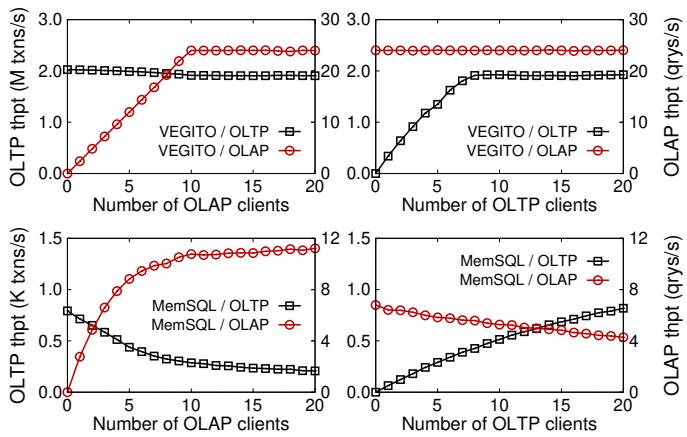 OLTP thpt (M txns/s)
3.0
2.0
1.0
0.0
30
20
10
0
VEGITO / OLTP
VEGITO / OLAP
0 5 10 15 20
Number of OLAP clients
3.0
2.0
1.0
0.0
30
20
10
0
OLAP thpt (qrys/s)
VEGITO / OLTP
VEGITO / OLAP
0 5 10 15 20
Number of OLTP clients
OLTP thpt (K txns/s)
1.5
1.0
0.5
0.0
12
8
4
0
MemSQL / OLTP
MemSQL / OLAP
0 5 10 15 20
Number of OLAP clients
1.5
1.0
0.5
0.0
12
8
4
0
OLAP thpt (qrys/s)
MemSQL / OLTP
MemSQL / OLAP
0 5 10 15 20
Number of OLTP clients